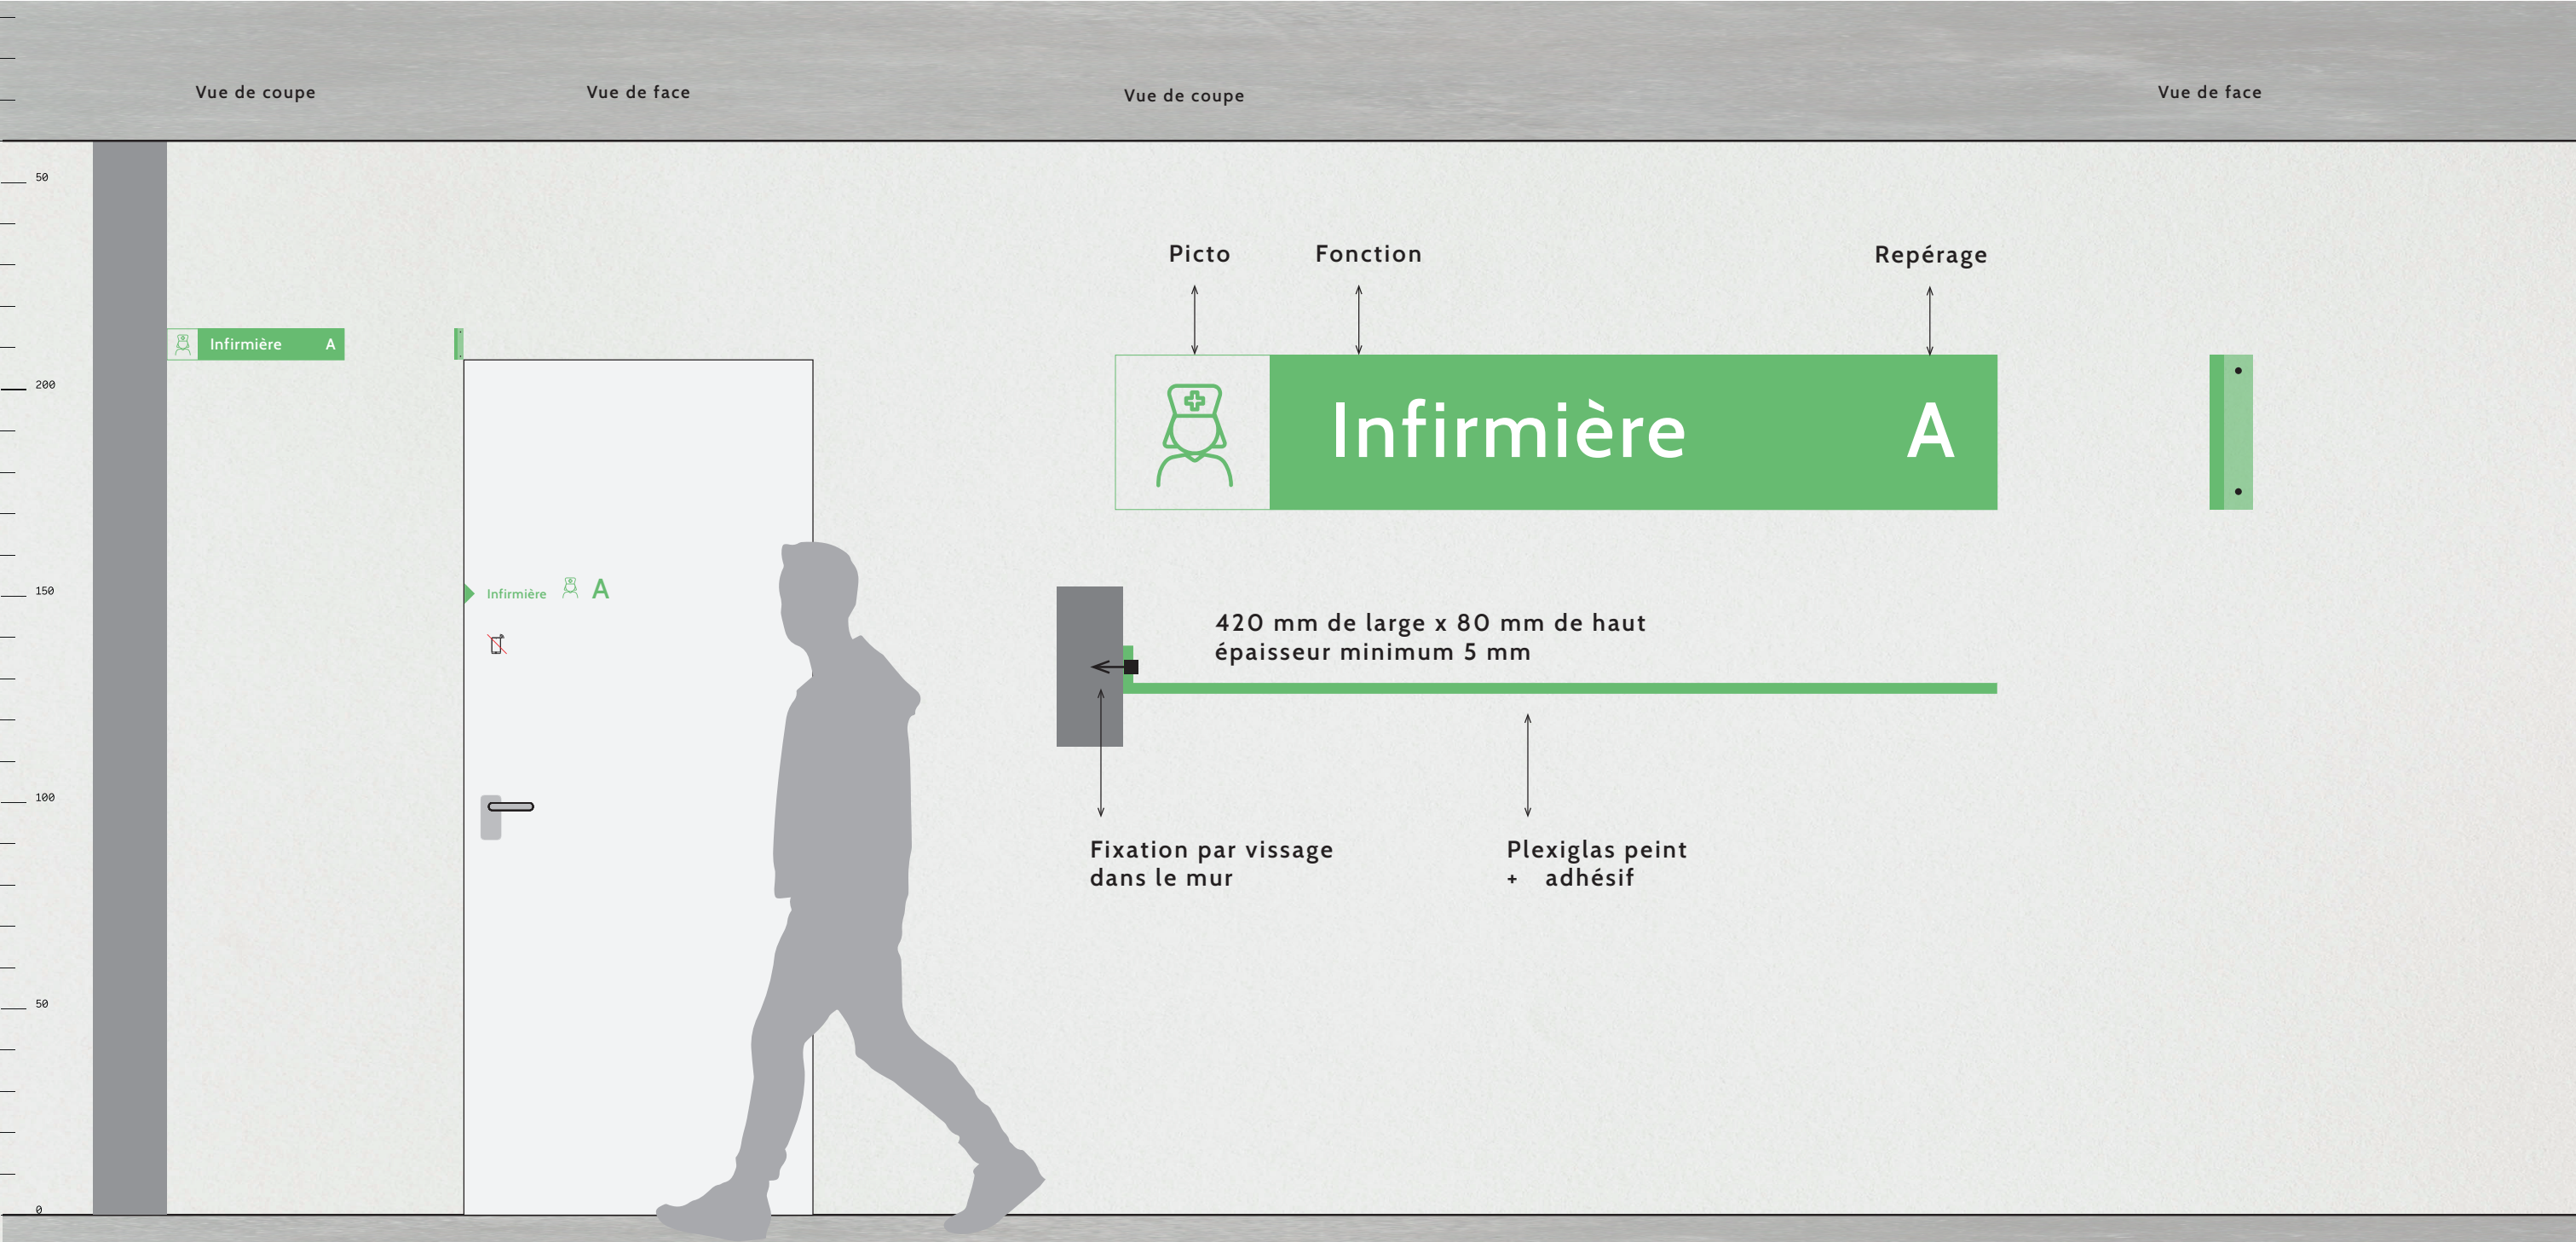 Vue de coupe
Vue de face
Vue de coupe
Vue de face
50
200
150
100
50
0
Infirmière A
Infirmière A
Picto
Fonction
Repérage
Infirmière A
420 mm de large x 80 mm de haut
épaisseur minimum 5 mm
Fixation par vissage
dans le mur
Plexiglas peint
+ adhésif